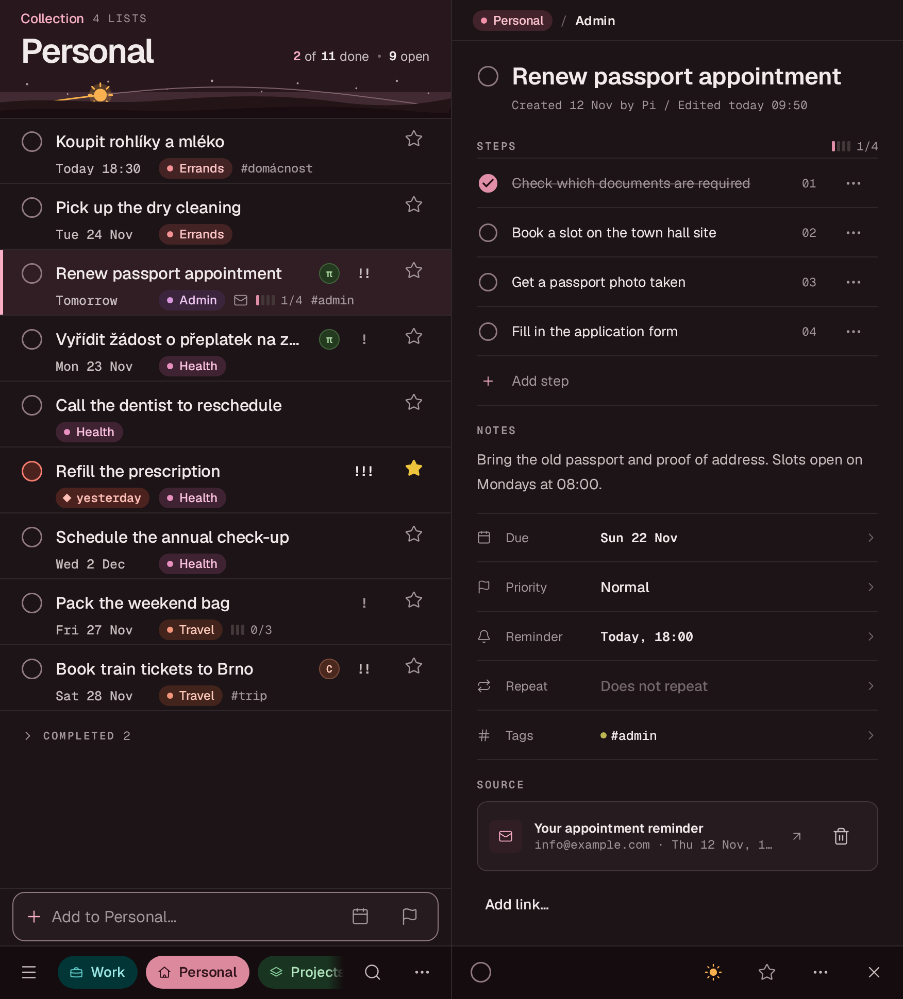 Collection 4 LISTS
Personal
2 of 11 done • 9 open
Koupit rohlíky a mléko
Today 18:30 Errands #domácnost
Pick up the dry cleaning
Tue 24 Nov Errands
Renew passport appointment π !!
Tomorrow Admin 1/4 #admin
Vyřídit žádost o přeplatek na z… π !
Mon 23 Nov Health
Call the dentist to reschedule
Health
Refill the prescription !!!
yesterday Health
Schedule the annual check-up
Wed 2 Dec Health
Pack the weekend bag !
Fri 27 Nov Travel 0/3
Book train tickets to Brno C !!
Sat 28 Nov Travel #trip
COMPLETED 2
Add to Personal…
Work Personal Projects
Personal / Admin
Renew passport appointment
Created 12 Nov by Pi / Edited today 09:50
STEPS 1/4
Check which documents are required 01
Book a slot on the town hall site 02
Get a passport photo taken 03
Fill in the application form 04
Add step
NOTES
Bring the old passport and proof of address. Slots open on
Mondays at 08:00.
Due Sun 22 Nov
Priority Normal
Reminder Today, 18:00
Repeat Does not repeat
Tags #admin
SOURCE
Your appointment reminder
info@example.com · Thu 12 Nov, 1…
Add link…